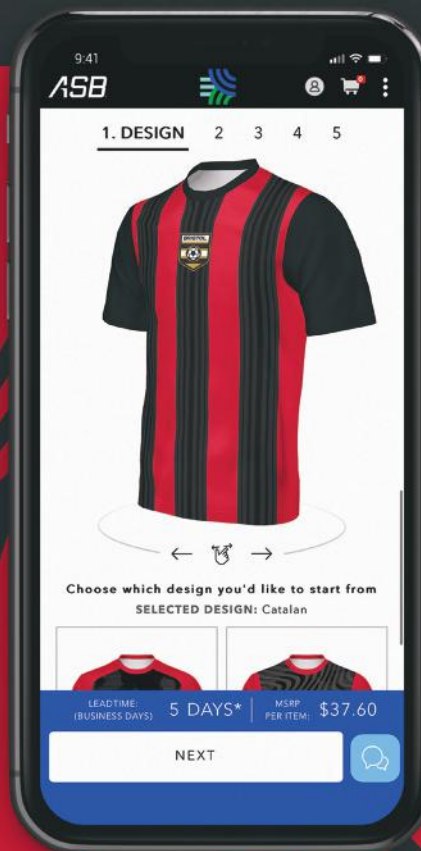 9:41
ASB
0
1. DESIGN 2 3 4 5
BRISTOL
Choose which design you'd like to start from
SELECTED DESIGN: Catalan
LEADTIME:
(BUSINESS DAYS)
5 DAYS*
MSRP
PER ITEM:
$37.60
NEXT